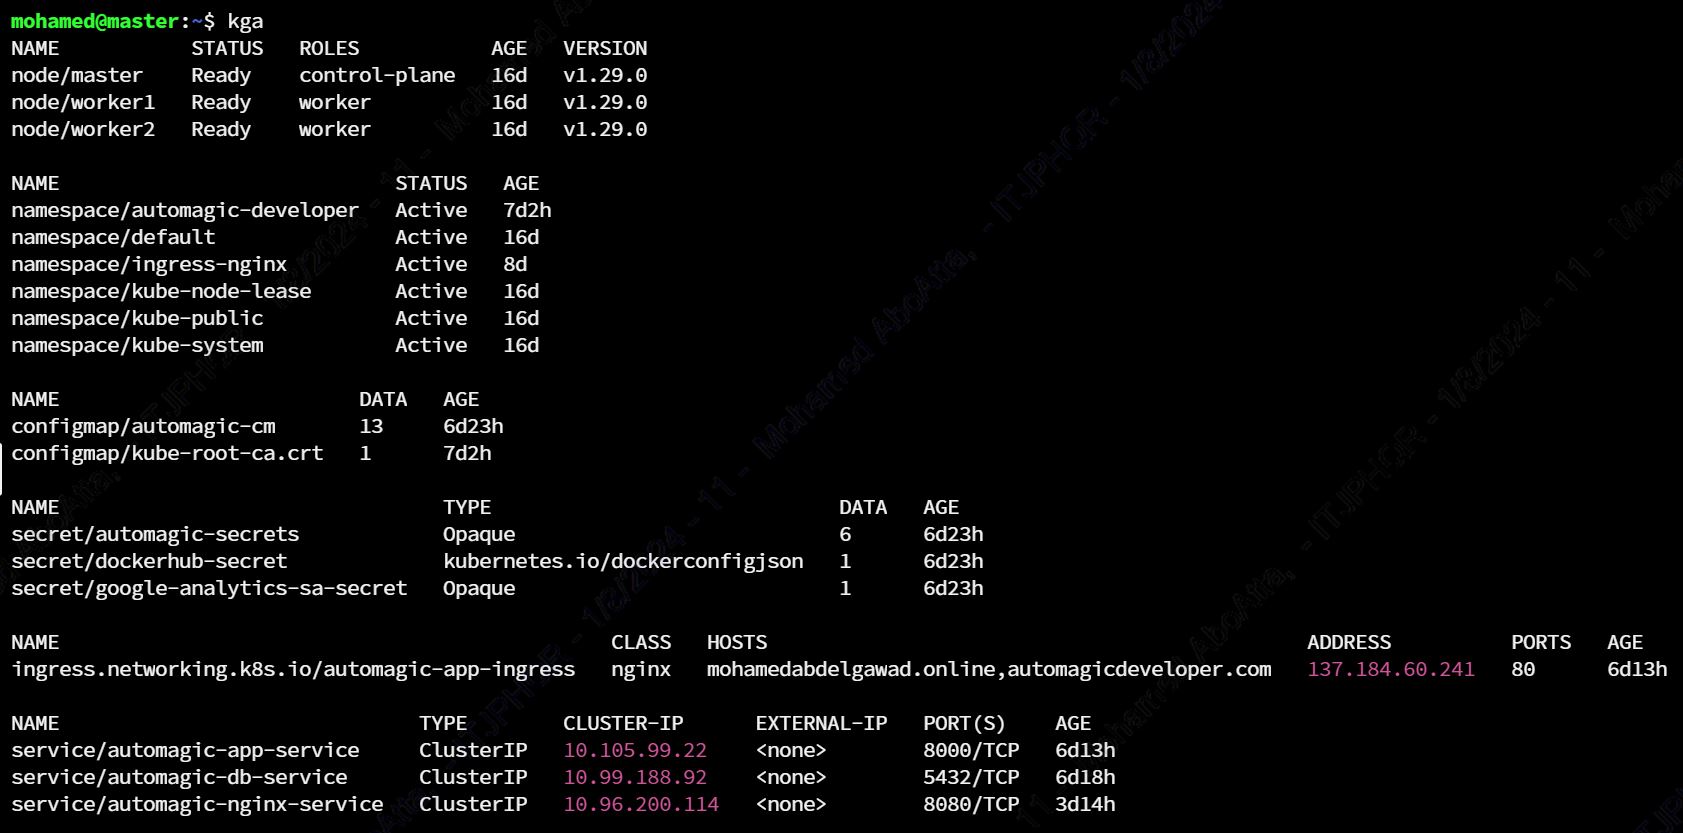 mohamed@master:~$ kga
NAME           STATUS   ROLES           AGE   VERSION
node/master    Ready    control-plane   16d   v1.29.0
node/worker1   Ready    worker          16d   v1.29.0
node/worker2   Ready    worker          16d   v1.29.0

NAME                            STATUS   AGE
namespace/automagic-developer   Active   7d2h
namespace/default               Active   16d
namespace/ingress-nginx         Active   8d
namespace/kube-node-lease       Active   16d
namespace/kube-public           Active   16d
namespace/kube-system           Active   16d

NAME                         DATA   AGE
configmap/automagic-cm       13     6d23h
configmap/kube-root-ca.crt   1      7d2h

NAME                                TYPE                             DATA   AGE
secret/automagic-secrets            Opaque                           6      6d23h
secret/dockerhub-secret             kubernetes.io/dockerconfigjson   1      6d23h
secret/google-analytics-sa-secret   Opaque                           1      6d23h

NAME                                              CLASS   HOSTS                                             ADDRESS          PORTS   AGE
ingress.networking.k8s.io/automagic-app-ingress   nginx   mohamedabdelgawad.online,automagicdeveloper.com   137.184.60.241   80      6d13h

NAME                              TYPE        CLUSTER-IP      EXTERNAL-IP   PORT(S)    AGE
service/automagic-app-service     ClusterIP   10.105.99.22    <none>        8000/TCP   6d13h
service/automagic-db-service      ClusterIP   10.99.188.92    <none>        5432/TCP   6d18h
service/automagic-nginx-service   ClusterIP   10.96.200.114   <none>        8080/TCP   3d14h